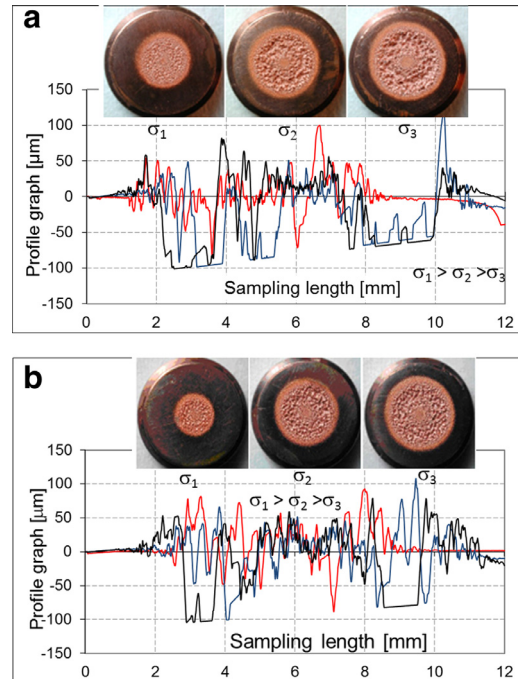 a
σ1 σ2 σ3
Profile graph [µm]
150
100
50
0
-50
-100
-150
σ1 > σ2 >σ3
Sampling length [mm]
0 2 4 6 8 10 12
b
σ1 σ2 σ3
σ1 > σ2 >σ3
Profile graph [µm]
150
100
50
0
-50
-100
-150
Sampling length [mm]
0 2 4 6 8 10 12